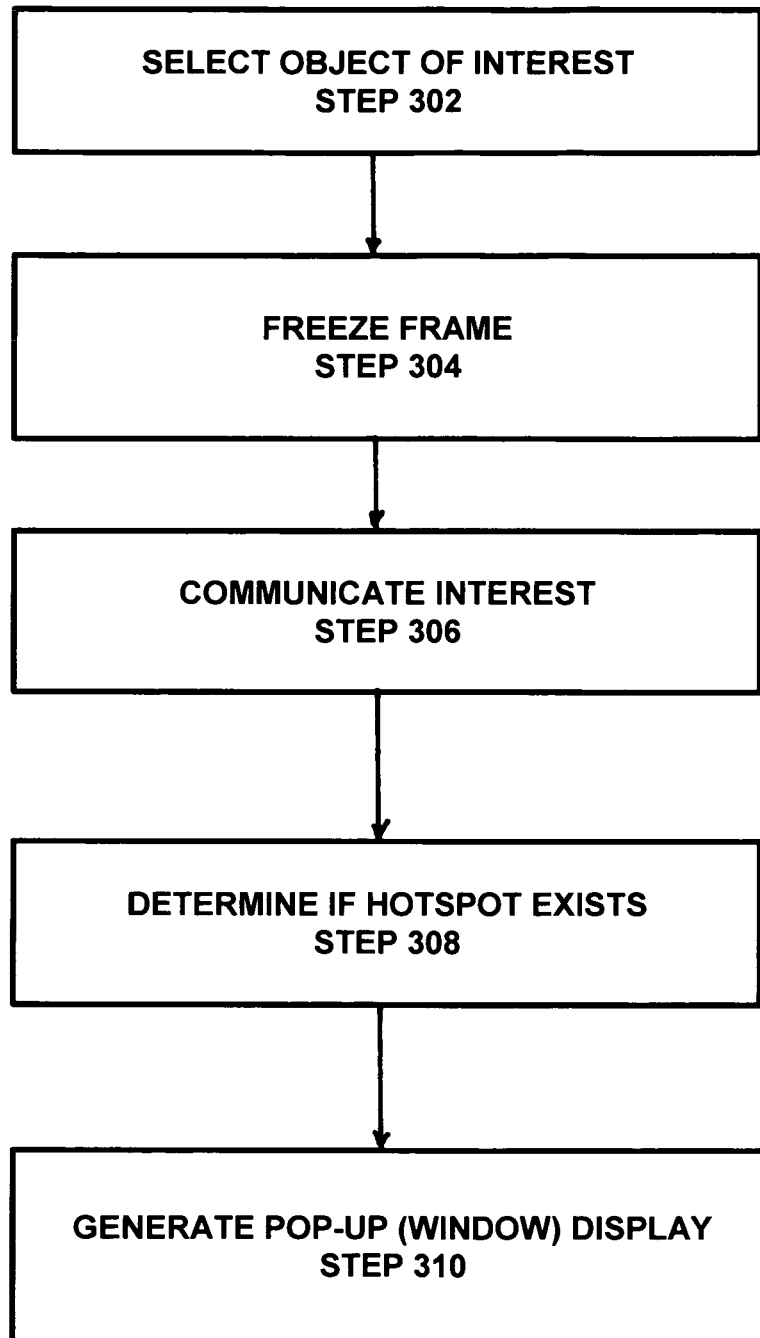 SELECT OBJECT OF INTEREST
STEP 302
FREEZE FRAME
STEP 304
COMMUNICATE INTEREST
STEP 306
DETERMINE IF HOTSPOT EXISTS
STEP 308
GENERATE POP-UP (WINDOW) DISPLAY
STEP 310